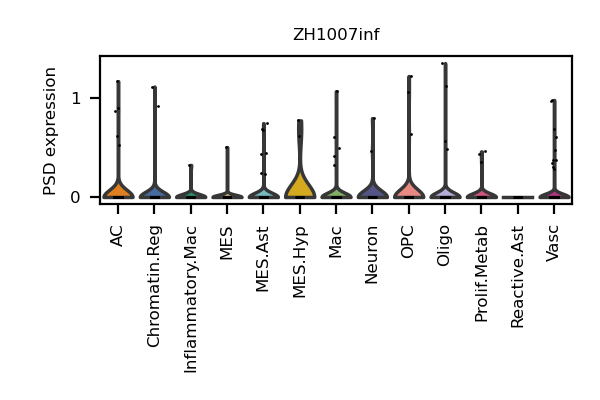 ZH1007inf
PSD expression
1
0
AC
Chromatin.Reg
Inflammatory.Mac
MES
MES.Ast
MES.Hyp
Mac
Neuron
OPC
Oligo
Prolif.Metab
Reactive.Ast
Vasc